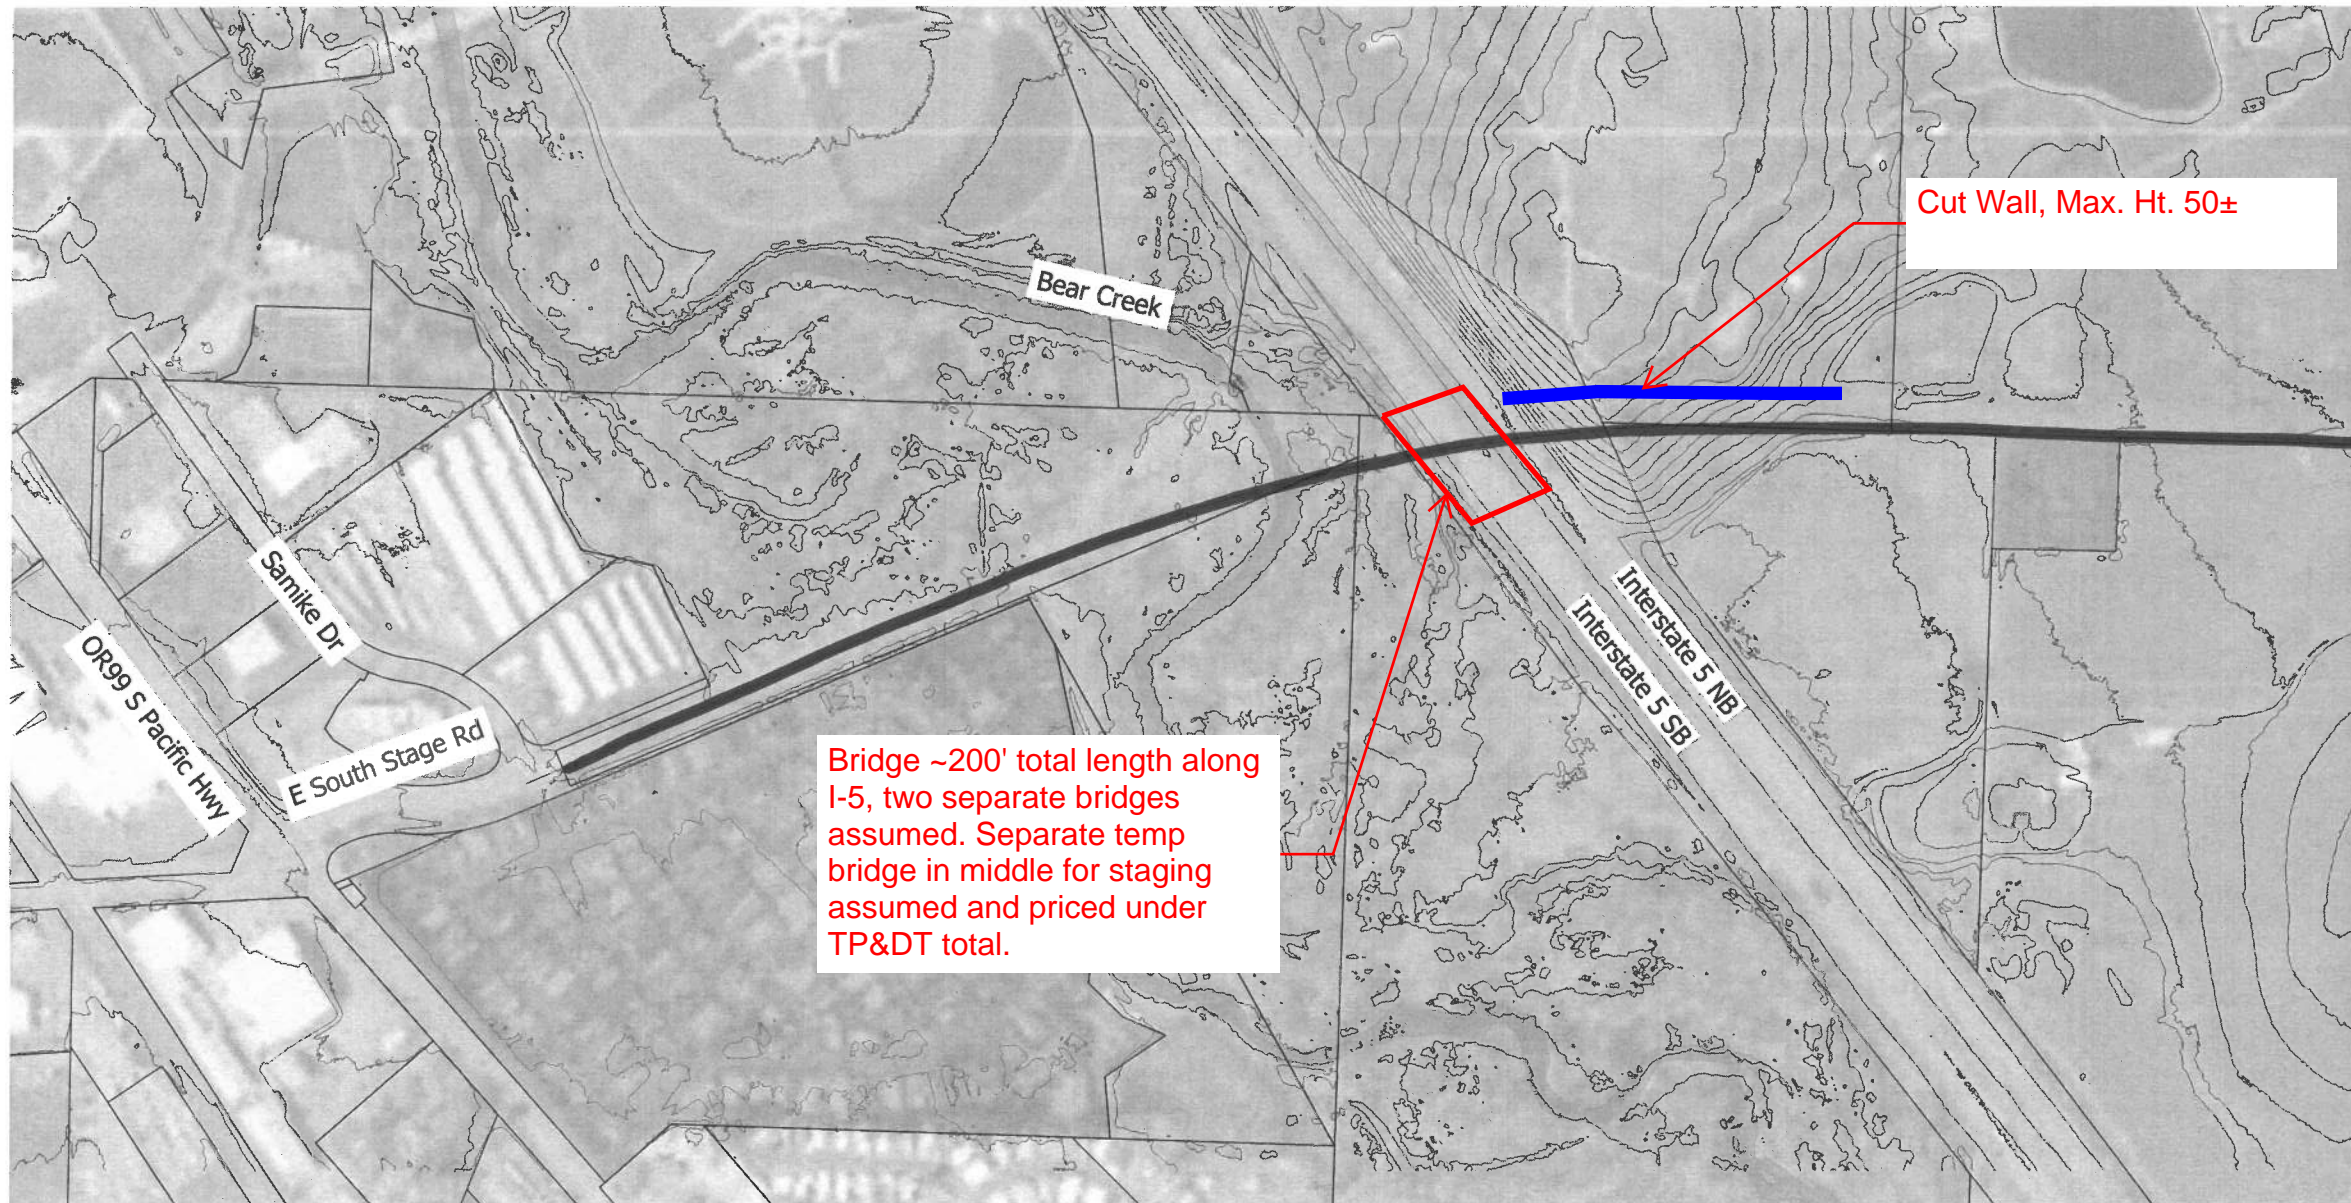 Cut Wall, Max. Ht. 50±
Bear Creek
Samike Dr
OR99 S Pacific Hwy
E South Stage Rd
Interstate 5 NB
Interstate 5 SB
Bridge ~200' total length along
I-5, two separate bridges
assumed. Separate temp
bridge in middle for staging
assumed and priced under
TP&DT total.